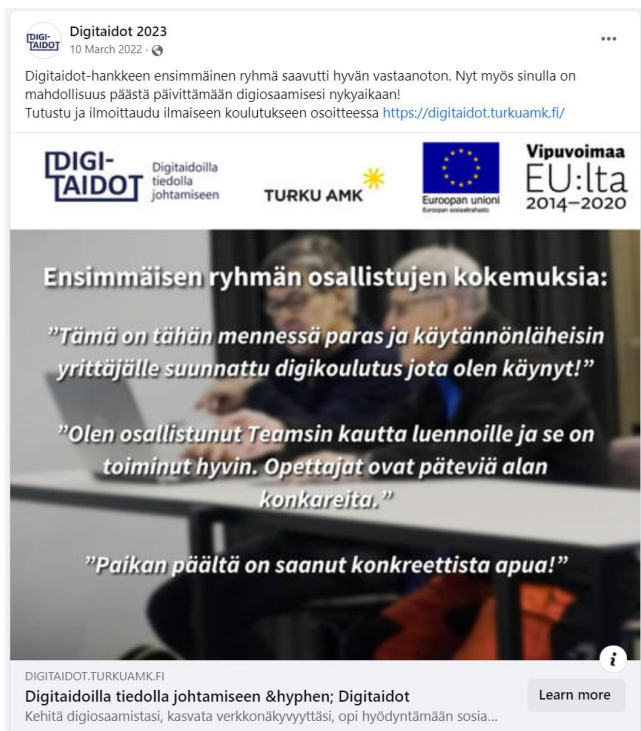 DIGI-
TAIDOT
Digitaidot 2023
10 March 2022 ·
Digitaidot-hankkeen ensimmäinen ryhmä saavutti hyvän vastaanoton. Nyt myös sinulla on
mahdollisuus päästä päivittämään digiosaamisesi nykyaikaan!
Tutustu ja ilmoittaudu ilmaiseen koulutukseen osoitteessa https://digitaidot.turkuamk.fi/
DIGI-
TAIDOT
Digitaidoilla
tiedolla
johtamiseen
TURKU AMK
Euroopan unioni
Euroopan sosiaalirahasto
Vipuvoimaa
EU:lta
2014–2020
Ensimmäisen ryhmän osallistujen kokemuksia:
”Tämä on tähän mennessä paras ja käytännönläheisin
yrittäjälle suunnattu digikoulutus jota olen käynyt!”
”Olen osallistunut Teamsin kautta luennoille ja se on
toiminut hyvin. Opettajat ovat päteviä alan
konkareita.”
”Paikan päältä on saanut konkreettista apua!”
DIGITAIDOT.TURKUAMK.FI
Digitaidoilla tiedolla johtamiseen &hyphen; Digitaidot
Kehitä digiosaamistasi, kasvata verkkonäkyvyyttäsi, opi hyödyntämään sosia...
Learn more